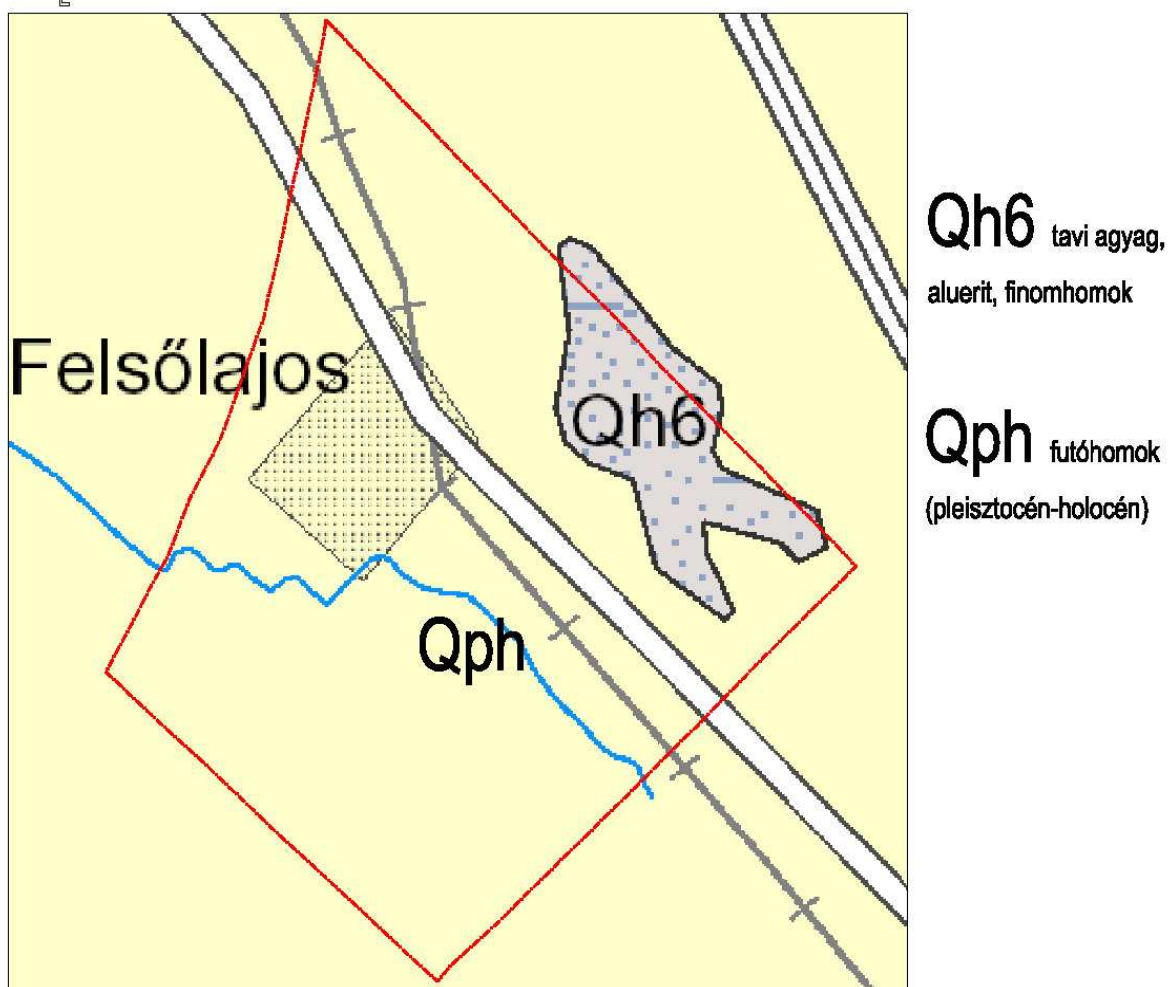 Felsőlajos
Qh6
Qph
Qh6 tavi agyag,
aluerit, finomhomok
Qph futóhomok
(pleisztocén-holocén)